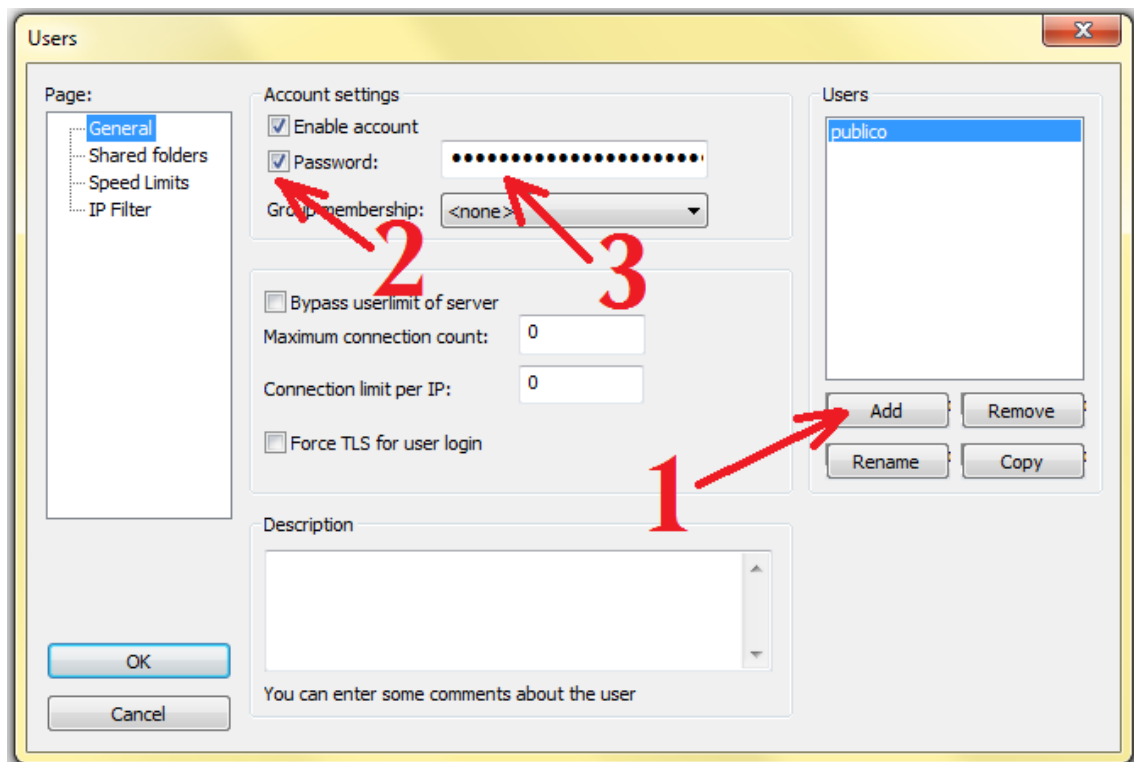 Users
Page:
General
Shared folders
Speed Limits
IP Filter
OK
Cancel
Account settings
Enable account
Password:
Group membership: <none>
2
3
Bypass userlimit of server
Maximum connection count: 0
Connection limit per IP: 0
Force TLS for user login
Description
You can enter some comments about the user
Users
publico
Add
Remove
Rename
Copy
1